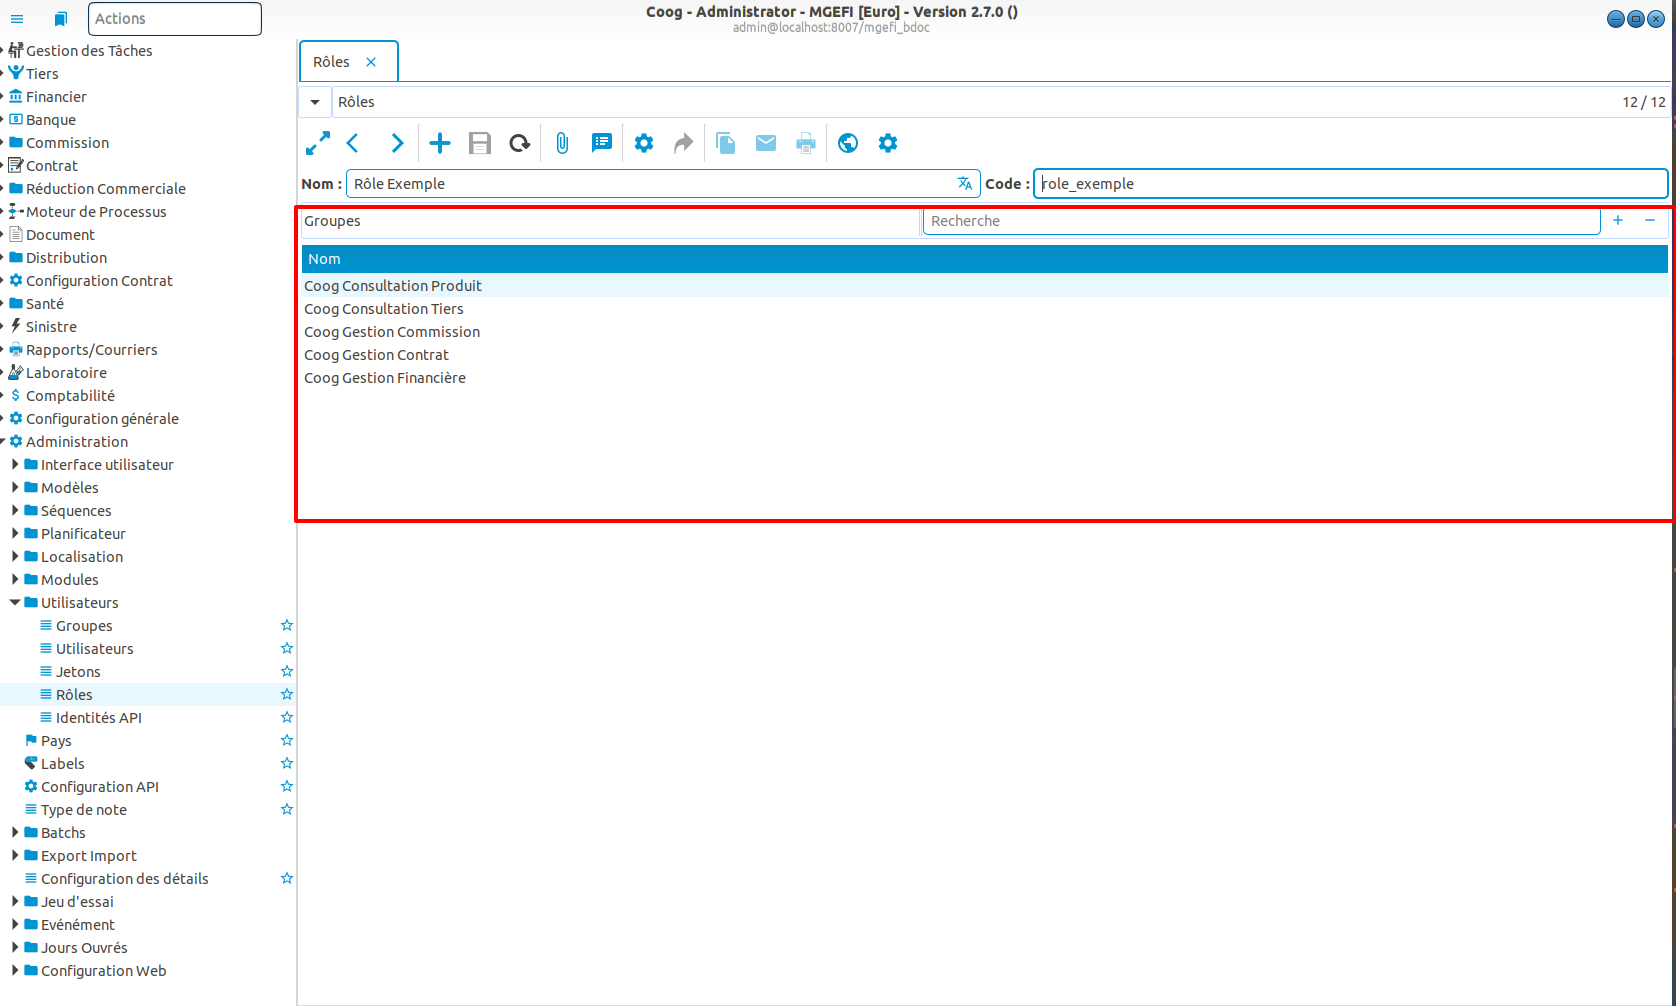 Actions
Coog - Administrator - MGEFI [Euro] - Version 2.7.0 ()
admin@localhost:8007/mgefi_bdoc
Gestion des Tâches
Tiers
Financier
Banque
Commission
Contrat
Réduction Commerciale
Moteur de Processus
Document
Distribution
Configuration Contrat
Santé
Sinistre
Rapports/Courriers
Laboratoire
Comptabilité
Configuration générale
Administration
Interface utilisateur
Modèles
Séquences
Planificateur
Localisation
Modules
Utilisateurs
Groupes
Utilisateurs
Jetons
Rôles
Identités API
Pays
Labels
Configuration API
Type de note
Batchs
Export Import
Configuration des détails
Jeu d'essai
Evénément
Jours Ouvrés
Configuration Web
Rôles
Rôles 12 / 12
Nom : Rôle Exemple Code : role_exemple
Groupes Recherche
Nom
Coog Consultation Produit
Coog Consultation Tiers
Coog Gestion Commission
Coog Gestion Contrat
Coog Gestion Financière